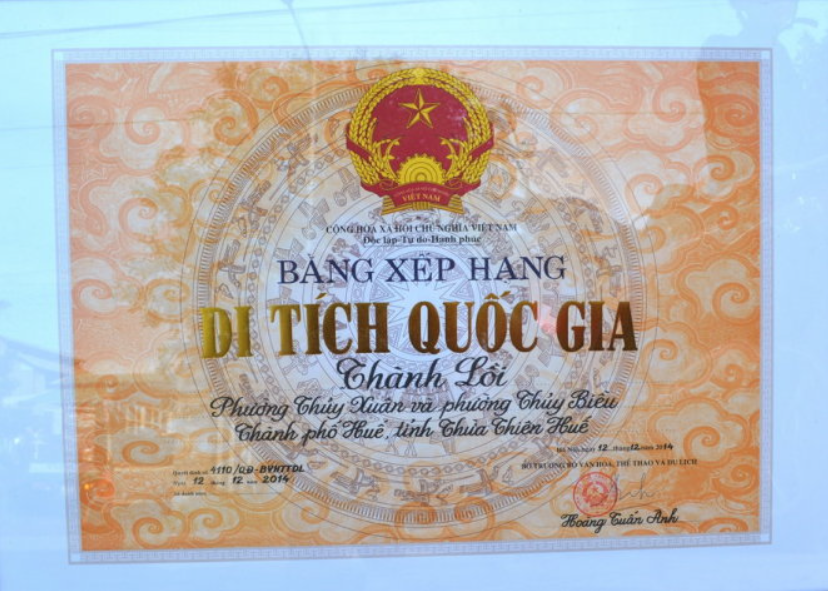 VIỆT NAM
CỘNG HÒA XÃ HỘI CHỦ NGHĨA VIỆT NAM
Độc lập-Tự do-Hạnh phúc
BẰNG XẾP HẠNG
DI TÍCH QUỐC GIA
Thành Lồi
Phường Thủy Xuân và phường Thủy Biều
Thành phố Huế, tỉnh Thừa Thiên Huế
Hà Nội, ngày 12 tháng 12 năm 2014
BỘ TRƯỞNG BỘ VĂN HÓA, THỂ THAO VÀ DU LỊCH
Quyết định số 4110/QĐ-BVHTTDL
Ngày 12 tháng 12 năm 2014
Hoàng Tuấn Anh